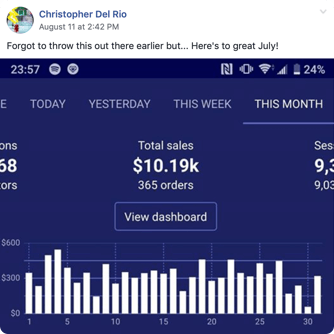 Christopher Del Rio
August 11 at 2:42 PM
Forgot to throw this out there earlier but... Here's to great July!
23:57 24%
E TODAY YESTERDAY THIS WEEK THIS MONTH
ons Total sales Ses
68 $10.19k 9,3
tors 365 orders 9,03
View dashboard
$600
$300
$0
1 5 10 15 20 25 30